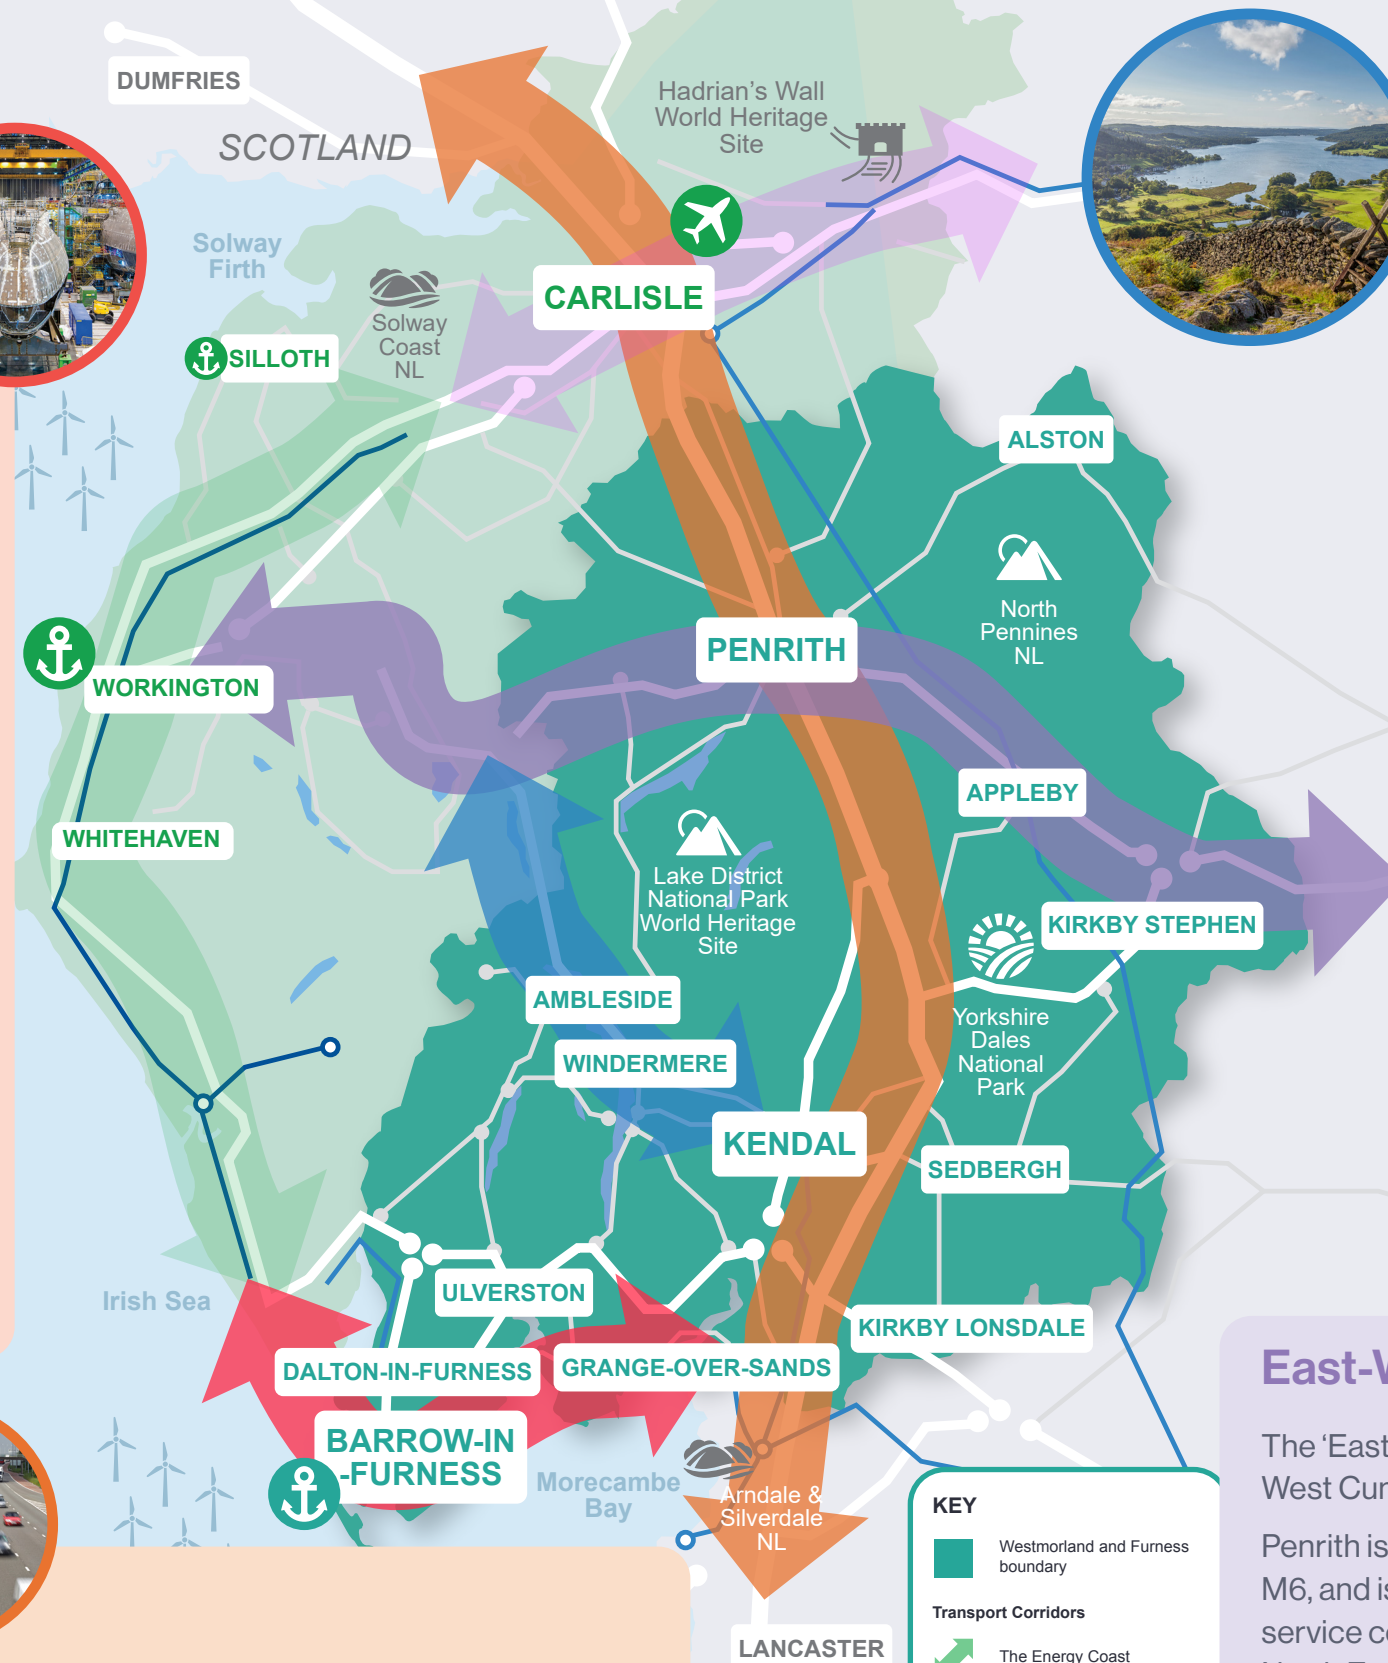 DUMFRIES
SCOTLAND
Hadrian's Wall
World Heritage
Site
Solway
Firth
CARLISLE
Solway
Coast
NL
SILLOTH
ALSTON
North
Pennines
NL
PENRITH
WORKINGTON
APPLEBY
WHITEHAVEN
Lake District
National Park
World Heritage
Site
KIRKBY STEPHEN
AMBLESIDE
Yorkshire
Dales
National
Park
WINDERMERE
KENDAL
SEDBERGH
Irish Sea
ULVERSTON
KIRKBY LONSDALE
DALTON-IN-FURNESS
GRANGE-OVER-SANDS
BARROW-IN
-FURNESS
Morecambe
Bay
Arndale &
Silverdale
NL
LANCASTER
KEY
Westmorland and Furness
boundary
Transport Corridors
The Energy Coast
East-W
The ‘East
West Cur
Penrith is
M6, and is
service co